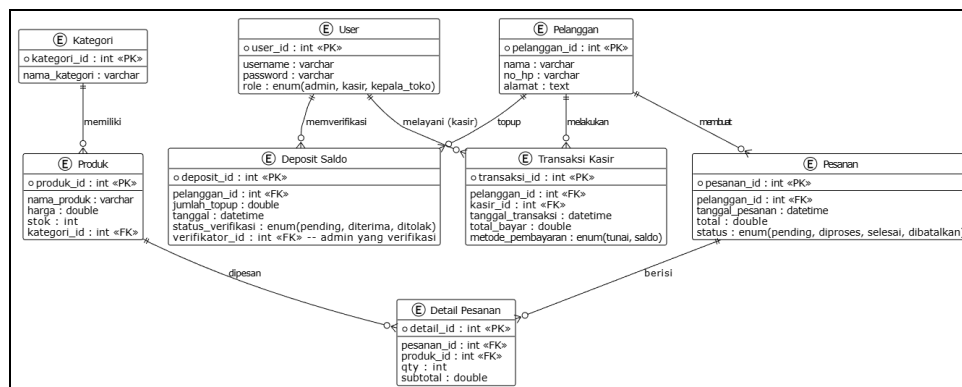 E Kategori
kategori_id : int «PK»
nama_kategori : varchar
E User
user_id : int «PK»
username : varchar
password : varchar
role : enum(admin, kasir, kepala_toko)
E Pelanggan
pelanggan_id : int «PK»
nama : varchar
no_hp : varchar
alamat : text
memiliki
memverifikasi
melayani (kasir)
topup
melakukan
membuat
E Produk
produk_id : int «PK»
nama_produk : varchar
harga : double
stok : int
kategori_id : int «FK»
E Deposit Saldo
deposit_id : int «PK»
pelanggan_id : int «FK»
jumlah_topup : double
tanggal : datetime
status_verifikasi : enum(pending, diterima, ditolak)
verifikator_id : int «FK» -- admin yang verifikasi
E Transaksi Kasir
transaksi_id : int «PK»
pelanggan_id : int «FK»
kasir_id : int «FK»
tanggal_transaksi : datetime
total_bayar : double
metode_pembayaran : enum(tunai, saldo)
E Pesanan
pesanan_id : int «PK»
pelanggan_id : int «FK»
tanggal_pesanan : datetime
total : double
status : enum(pending, diproses, selesai, dibatalkan)
dipesan
berisi
E Detail Pesanan
detail_id : int «PK»
pesanan_id : int «FK»
produk_id : int «FK»
qty : int
subtotal : double